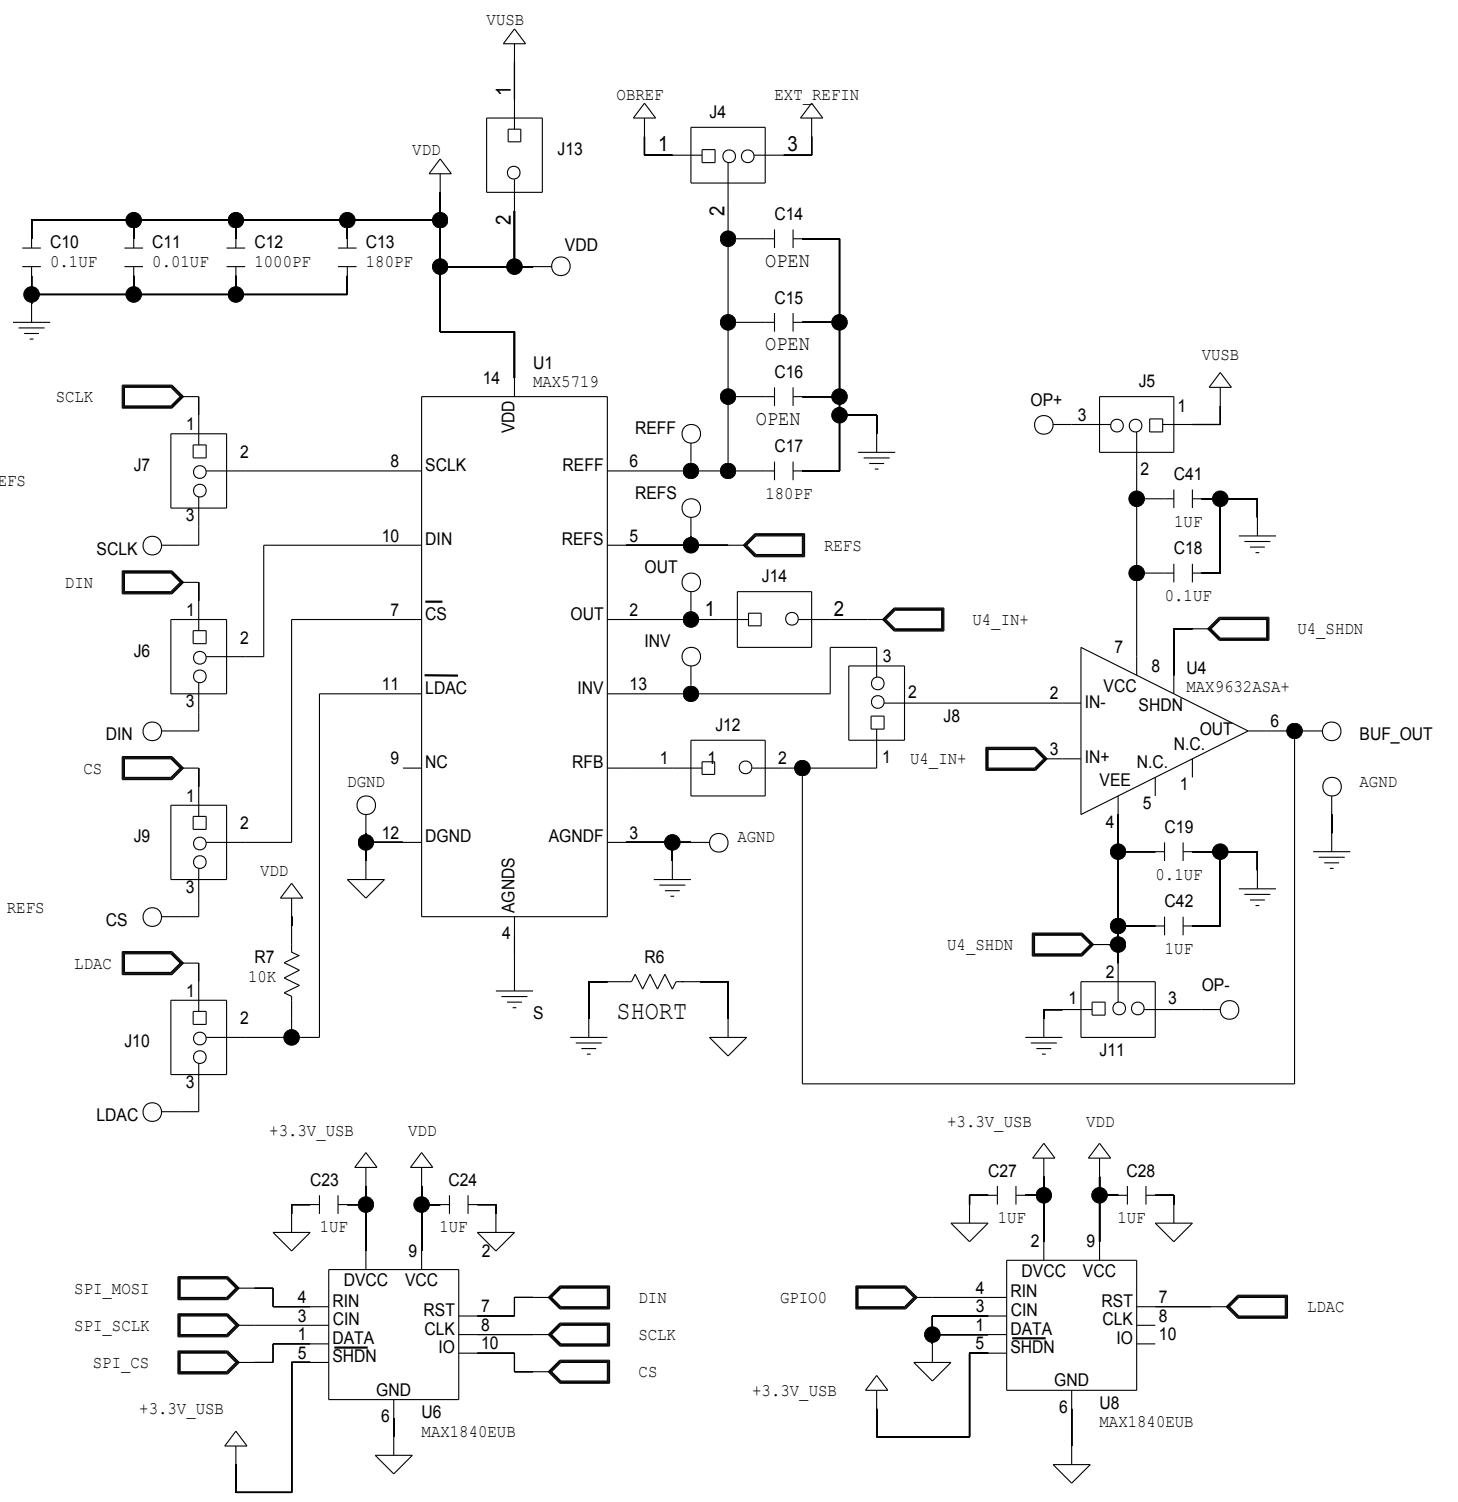 VUSB
1
J13
2
VDD
VDD
C10
0.1UF
C11
0.01UF
C12
1000PF
C13
180PF
OBREF
J4
EXT_REFIN
1
3
2
C14
OPEN
C15
OPEN
C16
OPEN
C17
180PF
U1
MAX5719
14
VDD
SCLK
1
J7
2
3
SCLK
EFS
8
SCLK
DIN
1
J6
2
3
DIN
10
DIN
7
CS
11
LDAC
9
NC
DGND
12
DGND
AGNDS
4
S
CS
1
J9
2
3
CS
REFS
VDD
R7
10K
LDAC
1
J10
2
3
LDAC
REFF
REFF
6
REFS
REFS
5
REFS
OUT
OUT
2
1
J14
2
U4_IN+
INV
INV
13
3
J8
2
1
RFB
1
J12
1
2
AGNDF
3
AGND
R6
SHORT
VUSB
J5
OP+
3
1
2
C41
1UF
C18
0.1UF
U4_SHDN
7
8
U4
MAX9632ASA+
VCC
SHDN
2
IN-
U4_IN+
3
IN+
OUT
6
BUF_OUT
N.C.
N.C.
1
5
VEE
4
AGND
C19
0.1UF
C42
1UF
U4_SHDN
2
1
3
OP-
J11
+3.3V_USB
VDD
C23
1UF
C24
1UF
9
2
SPI_MOSI
SPI_SCLK
SPI_CS
4
3
1
5
DVCC
VCC
RIN
CIN
DATA
SHDN
RST
CLK
IO
GND
7
8
10
DIN
SCLK
CS
+3.3V_USB
6
U6
MAX1840EUB
+3.3V_USB
VDD
C27
1UF
C28
1UF
2
9
GPIO0
4
3
1
5
DVCC
VCC
RIN
CIN
DATA
SHDN
RST
CLK
IO
GND
7
8
10
LDAC
+3.3V_USB
6
U8
MAX1840EUB